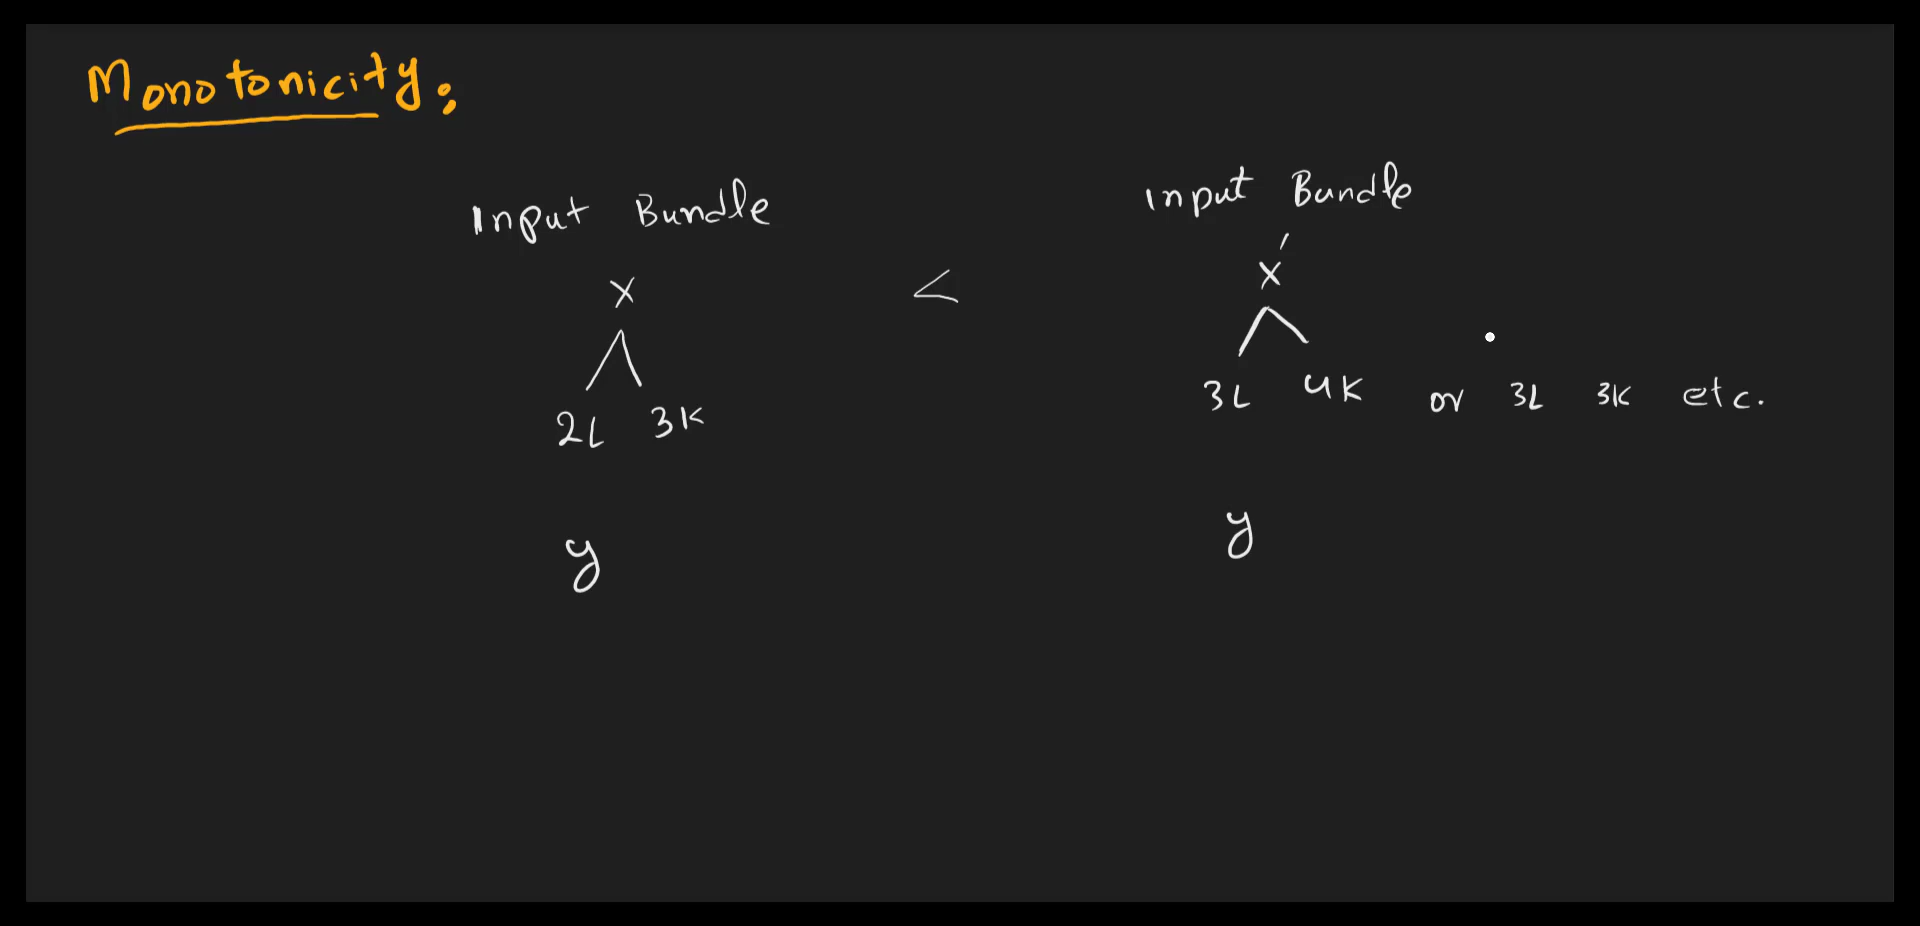 Monotonicity:
Input Bundle
x
2L 3K
y
<
Input Bundle
x'
3L 4K or 3L 3K etc.
y